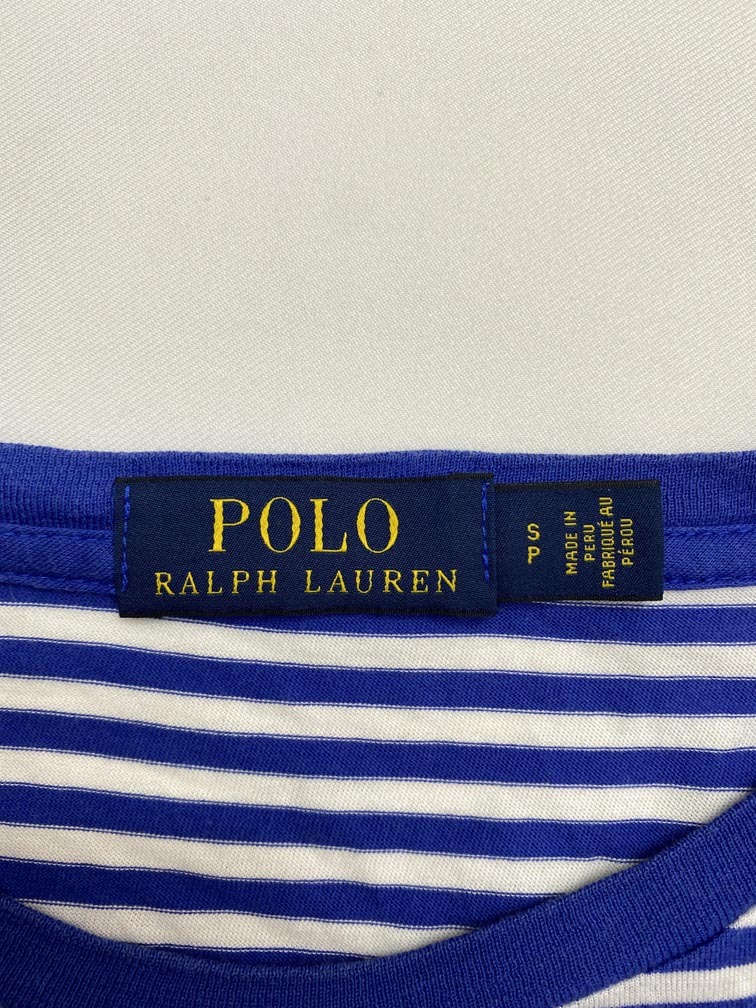 POLO
RALPH LAUREN
S
P
MADE IN
PERU
FABRIQUÉ AU
PÉROU